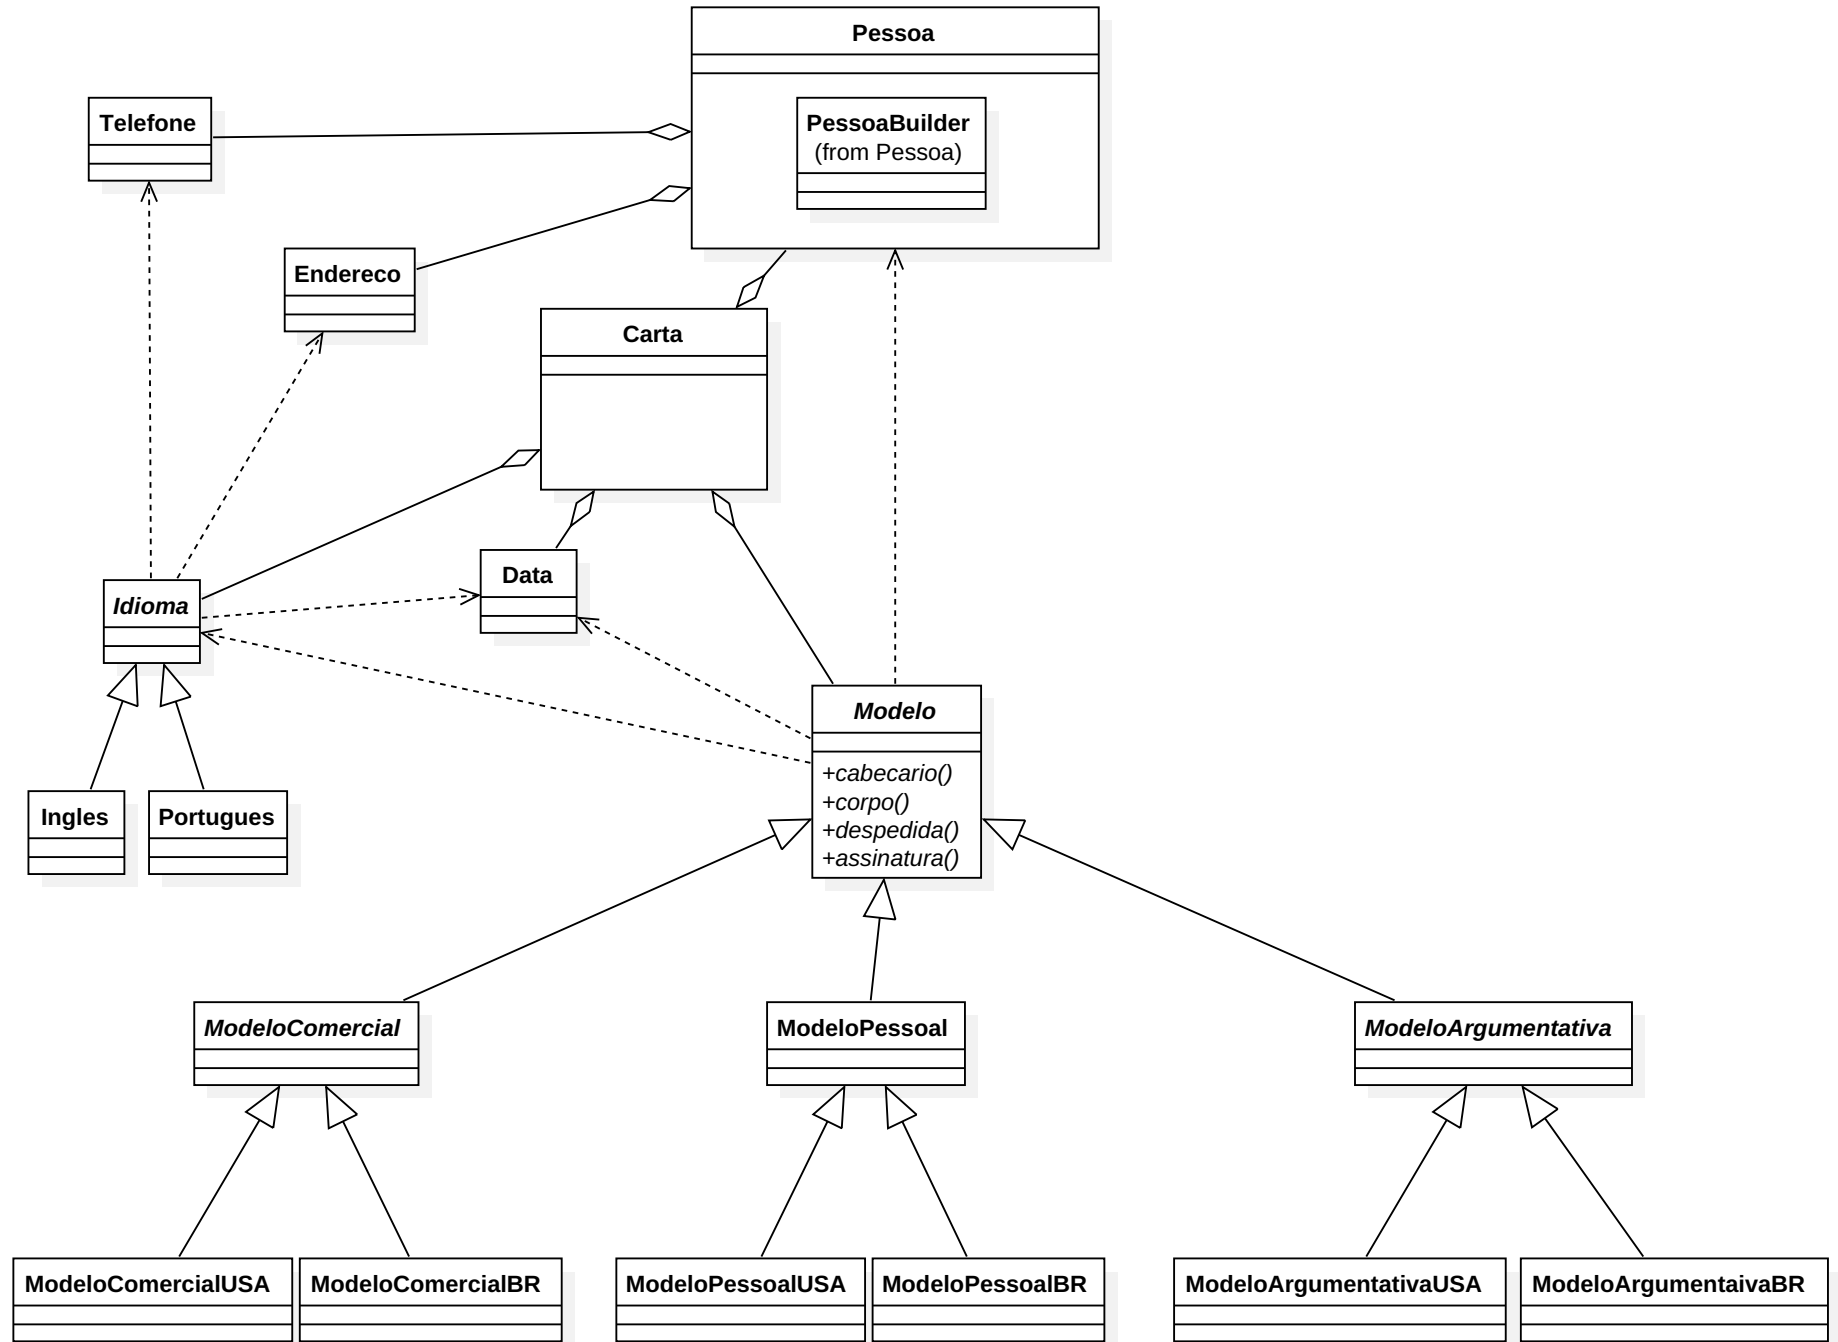 Pessoa
Telefone
PessoaBuilder
(from Pessoa)
Endereco
Carta
Data
Idioma
Modelo
+cabecario()
+corpo()
+despedida()
+assinatura()
Ingles
Portugues
ModeloComercial
ModeloPessoal
ModeloArgumentativa
ModeloComercialUSA
ModeloComercialBR
ModeloPessoalUSA
ModeloPessoalBR
ModeloArgumentativaUSA
ModeloArgumentaivaBR